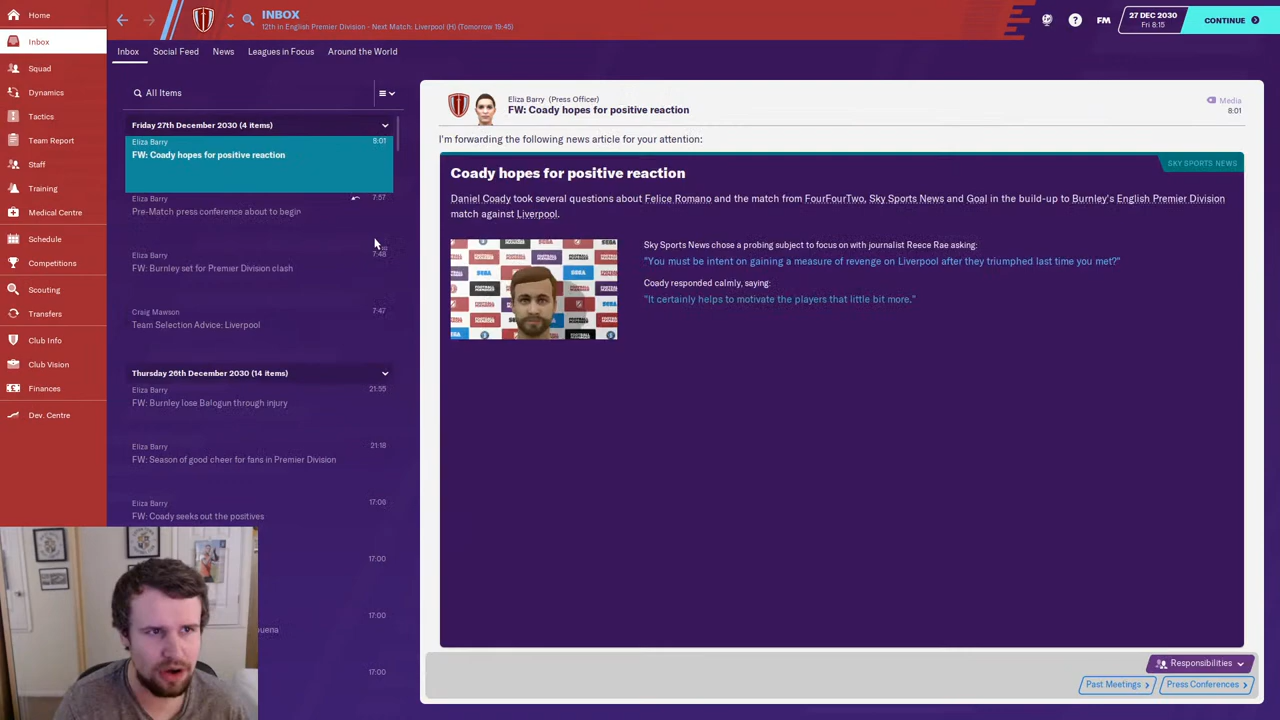 Home
Inbox
Squad
Dynamics
Tactics
Team Report
Staff
Training
Medical Centre
Schedule
Competitions
Scouting
Transfers
Club Info
Club Vision
Finances
Dev. Centre
INBOX
12th in English Premier Division - Next Match: Liverpool (H) (Tomorrow 19:45)
FM
27 DEC 2030
Fri 8:15
CONTINUE
Inbox Social Feed News Leagues in Focus Around the World
All Items
Friday 27th December 2030 (4 items)
Eliza Barry 8:01
FW: Coady hopes for positive reaction
Eliza Barry 7:57
Pre-Match press conference about to begin
Eliza Barry 7:48
FW: Burnley set for Premier Division clash
Craig Mawson 7:47
Team Selection Advice: Liverpool
Thursday 26th December 2030 (14 items)
Eliza Barry 21:59
FW: Burnley lose Balogun through injury
Eliza Barry 21:18
FW: Season of good cheer for fans in Premier Division
Eliza Barry 17:08
FW: Coady seeks out the positives
17:00
17:00
17:00
Eliza Barry (Press Officer)
FW: Coady hopes for positive reaction
Media
8:01
I'm forwarding the following news article for your attention:
SKY SPORTS NEWS
Coady hopes for positive reaction
Daniel Coady took several questions about Felice Romano and the match from FourFourTwo, Sky Sports News and Goal in the build-up to Burnley's English Premier Division
match against Liverpool.
Sky Sports News chose a probing subject to focus on with journalist Reece Rae asking:
"You must be intent on gaining a measure of revenge on Liverpool after they triumphed last time you met?"
Coady responded calmly, saying:
"It certainly helps to motivate the players that little bit more."
Responsibilities
Past Meetings
Press Conferences